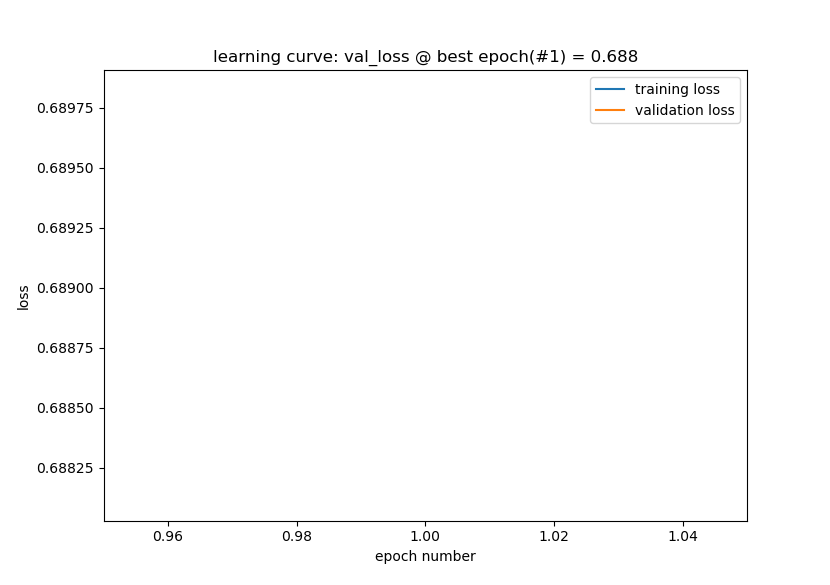 learning curve: val_loss @ best epoch(#1) = 0.688
training loss
validation loss
0.68975
0.68950
0.68925
0.68900
0.68875
0.68850
0.68825
loss
0.96
0.98
1.00
1.02
1.04
epoch number